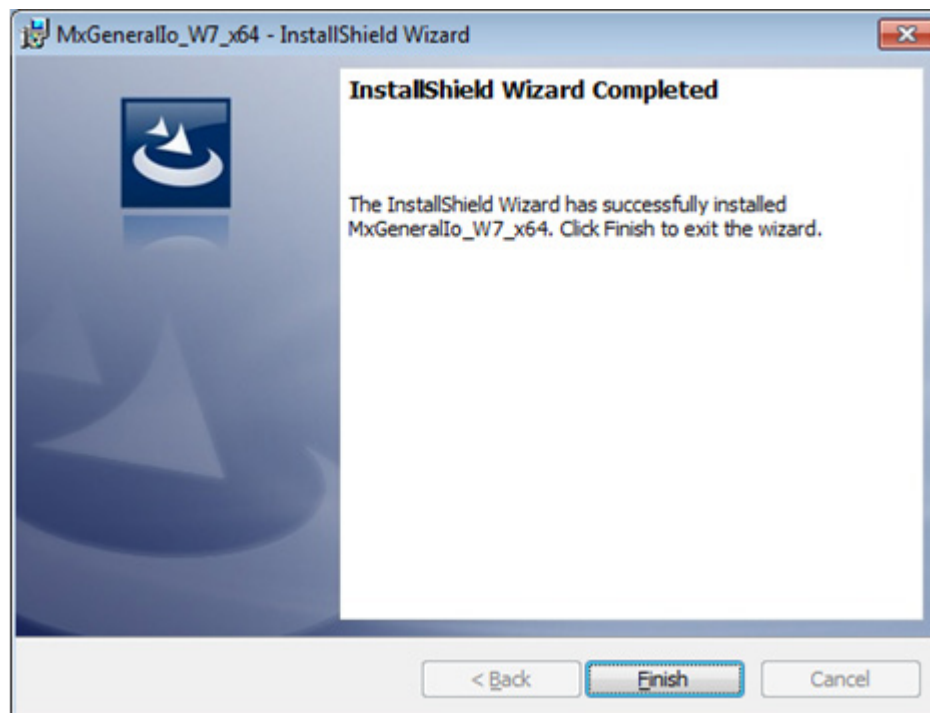 MxGeneralIo_W7_x64 - InstallShield Wizard
InstallShield Wizard Completed
The InstallShield Wizard has successfully installed
MxGeneralIo_W7_x64. Click Finish to exit the wizard.
< Back
Finish
Cancel